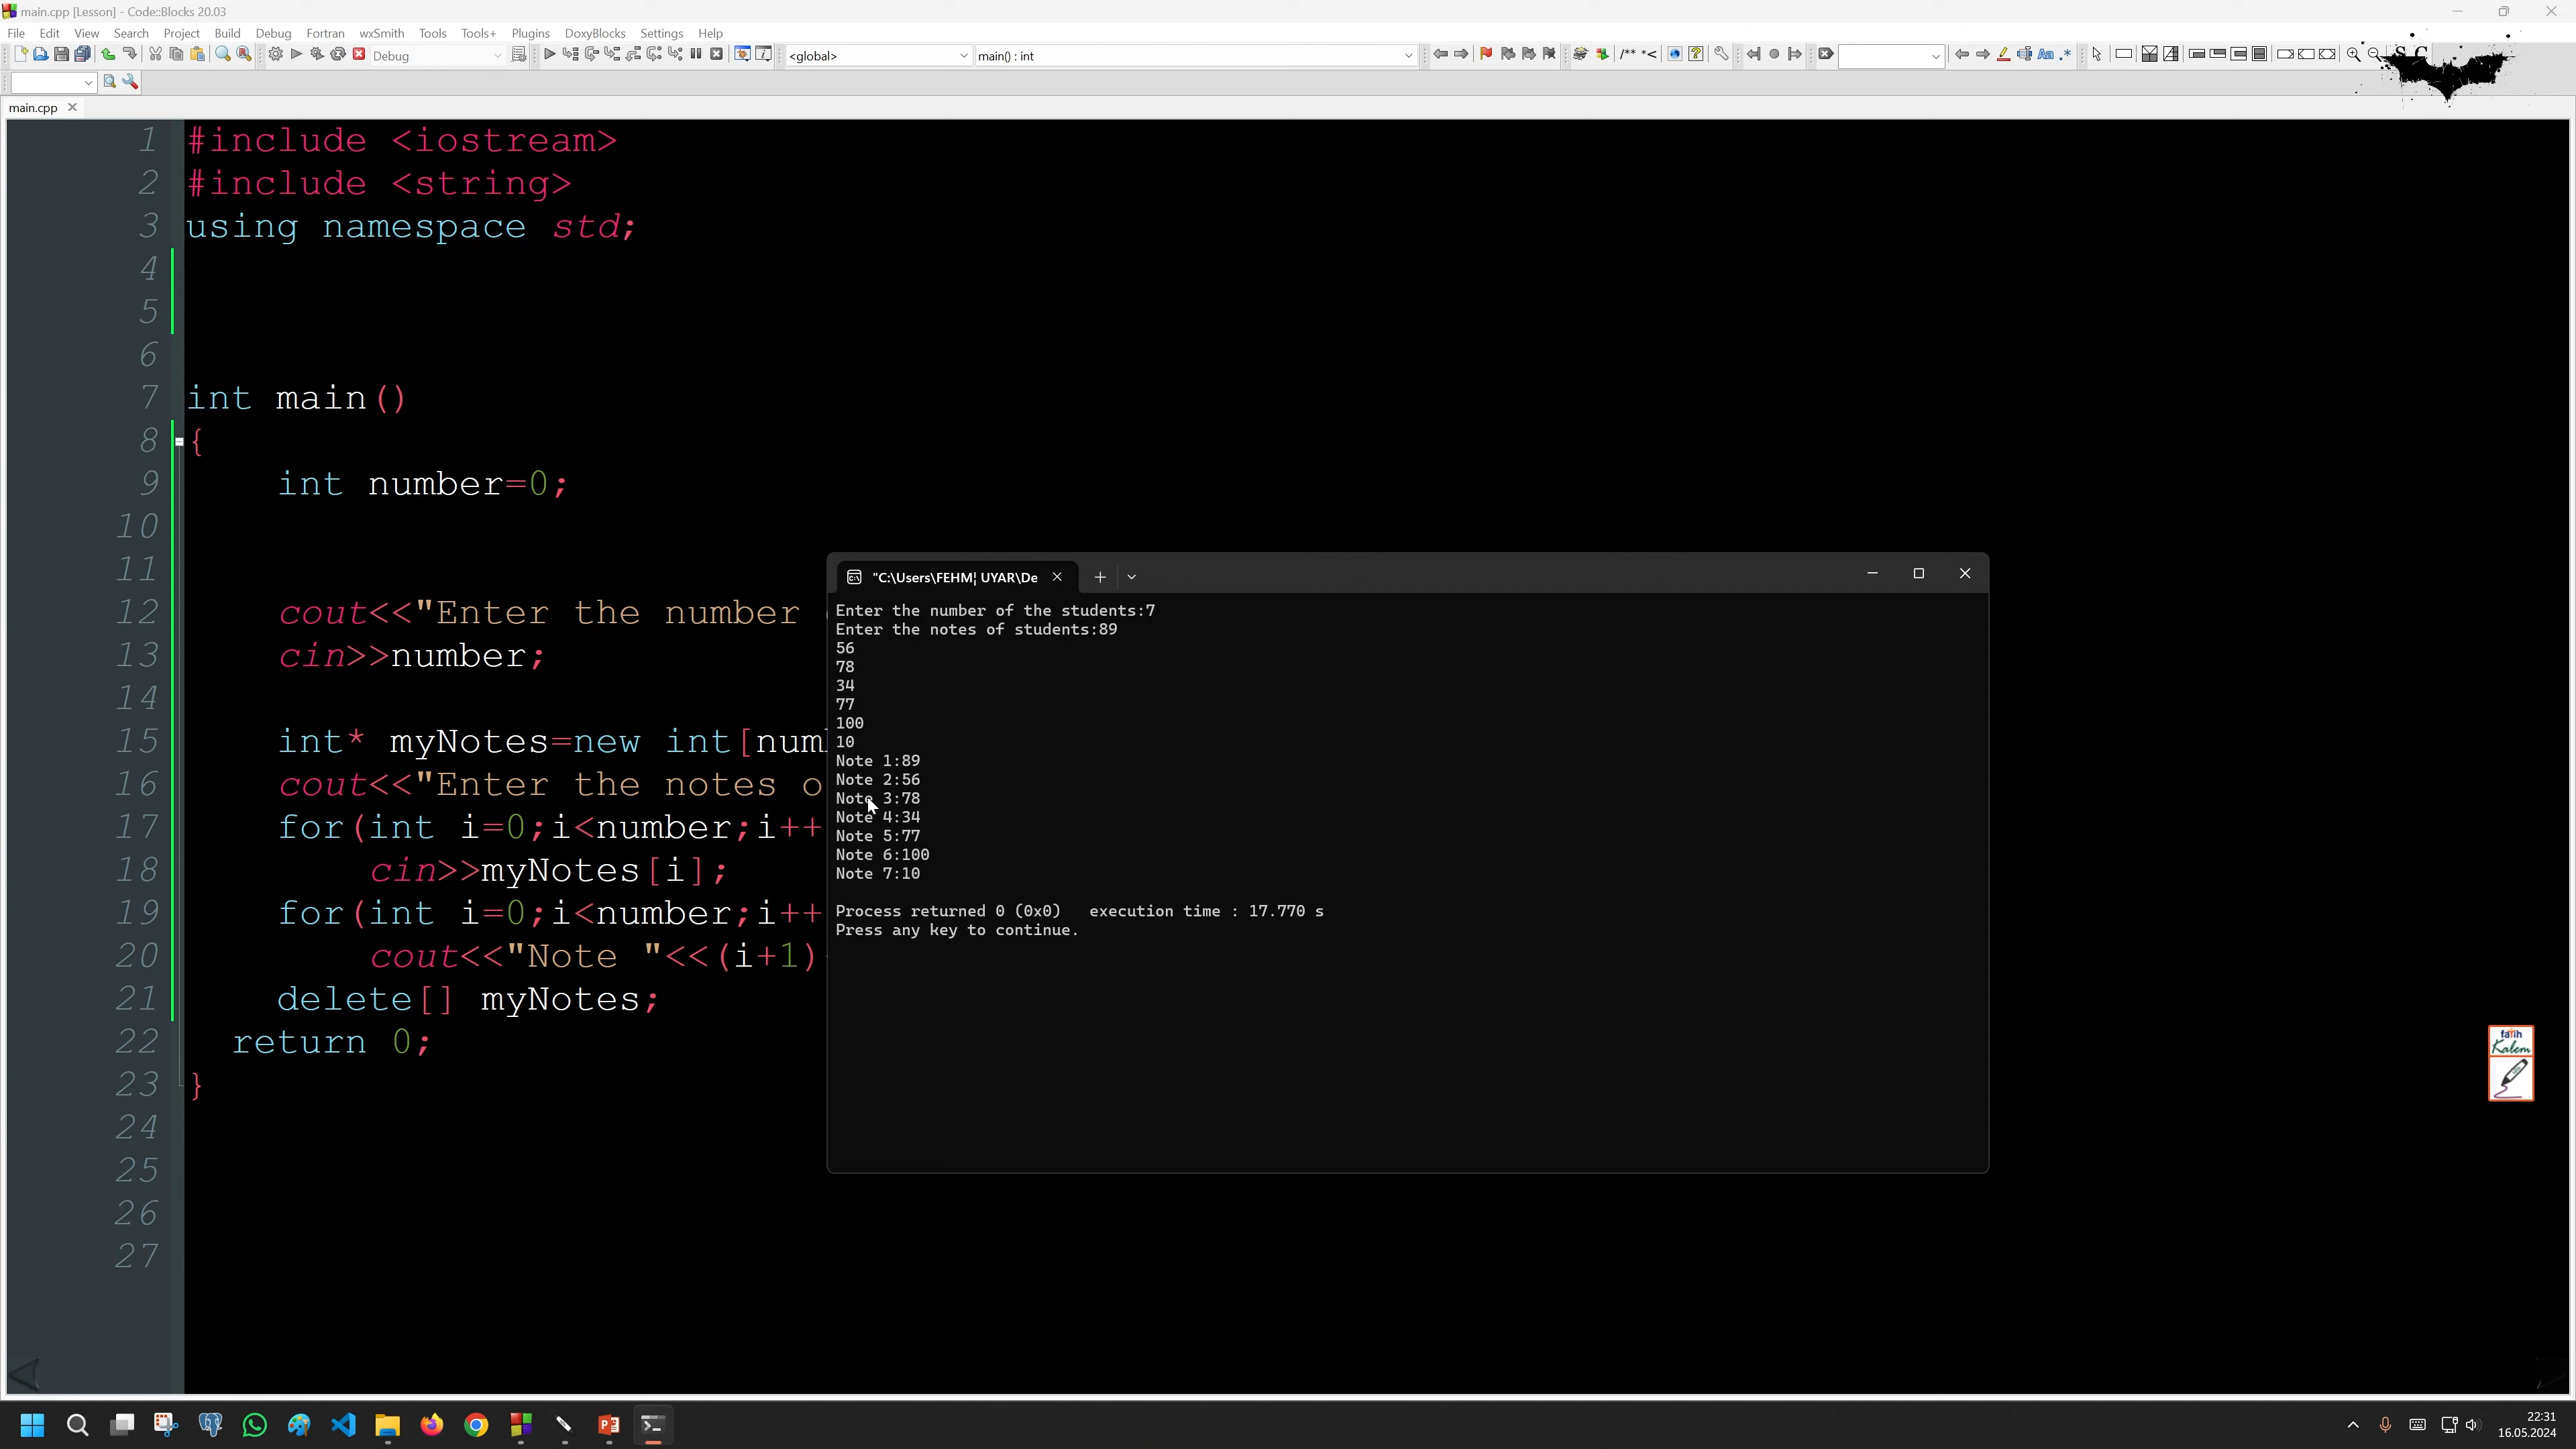 main.cpp [Lesson] - Code::Blocks 20.03
File Edit View Search Project Build Debug Fortran wxSmith Tools Tools+ Plugins DoxyBlocks Settings Help
Debug <global> main() : int
main.cpp
1 #include <iostream>
2 #include <string>
3 using namespace std;
4
5
6
7 int main()
8 {
9 int number=0;
10
11
12 cout<<"Enter the number
13 cin>>number;
14
15 int* myNotes=new int[num
16 cout<<"Enter the notes o
17 for(int i=0;i<number;i++
18 cin>>myNotes[i];
19 for(int i=0;i<number;i++
20 cout<<"Note "<<(i+1)
21 delete[] myNotes;
22 return 0;
23 }
24
25
26
27
"C:\Users\FEHM¦ UYAR\De
Enter the number of the students:7
Enter the notes of students:89
56
78
34
77
100
10
Note 1:89
Note 2:56
Note 3:78
Note 4:34
Note 5:77
Note 6:100
Note 7:10
Process returned 0 (0x0) execution time : 17.770 s
Press any key to continue.
fatih
Kalem
22:31
16.05.2024